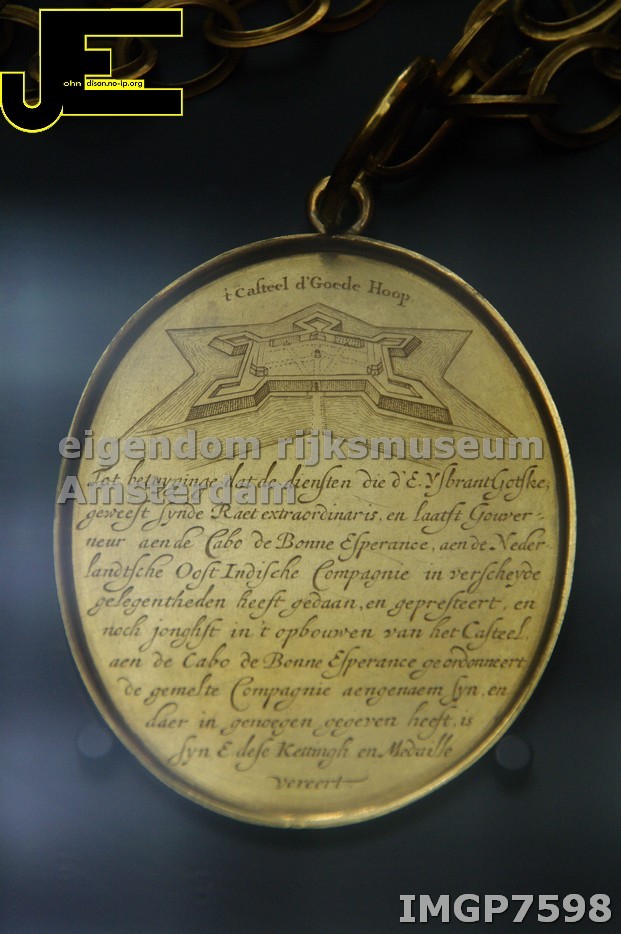 JE
ohn disan.no-ip.org
't Casteel d'Goede Hoop
eigendom rijksmuseum
Amsterdam
Tot betuyginge dat de diensten die d'E. Ysbrant Gotske,
geweest synde Raet extraordinaris, en laatst Gouver-
neur aen de Cabo de Bonne Esperance, aen de Neder-
landtsche Oost Indische Compagnie in verscheyde
gelegentheden heeft gedaan, en gepresteert, en
noch jonghst in 't opbouwen van het Casteel
aen de Cabo de Bonne Esperance geordonneert
de gemelte Compagnie aengenaem syn, en
daer in genoegen gegeven heeft, is
syn E dese Kettingh en Medaille
vereert
IMGP7598